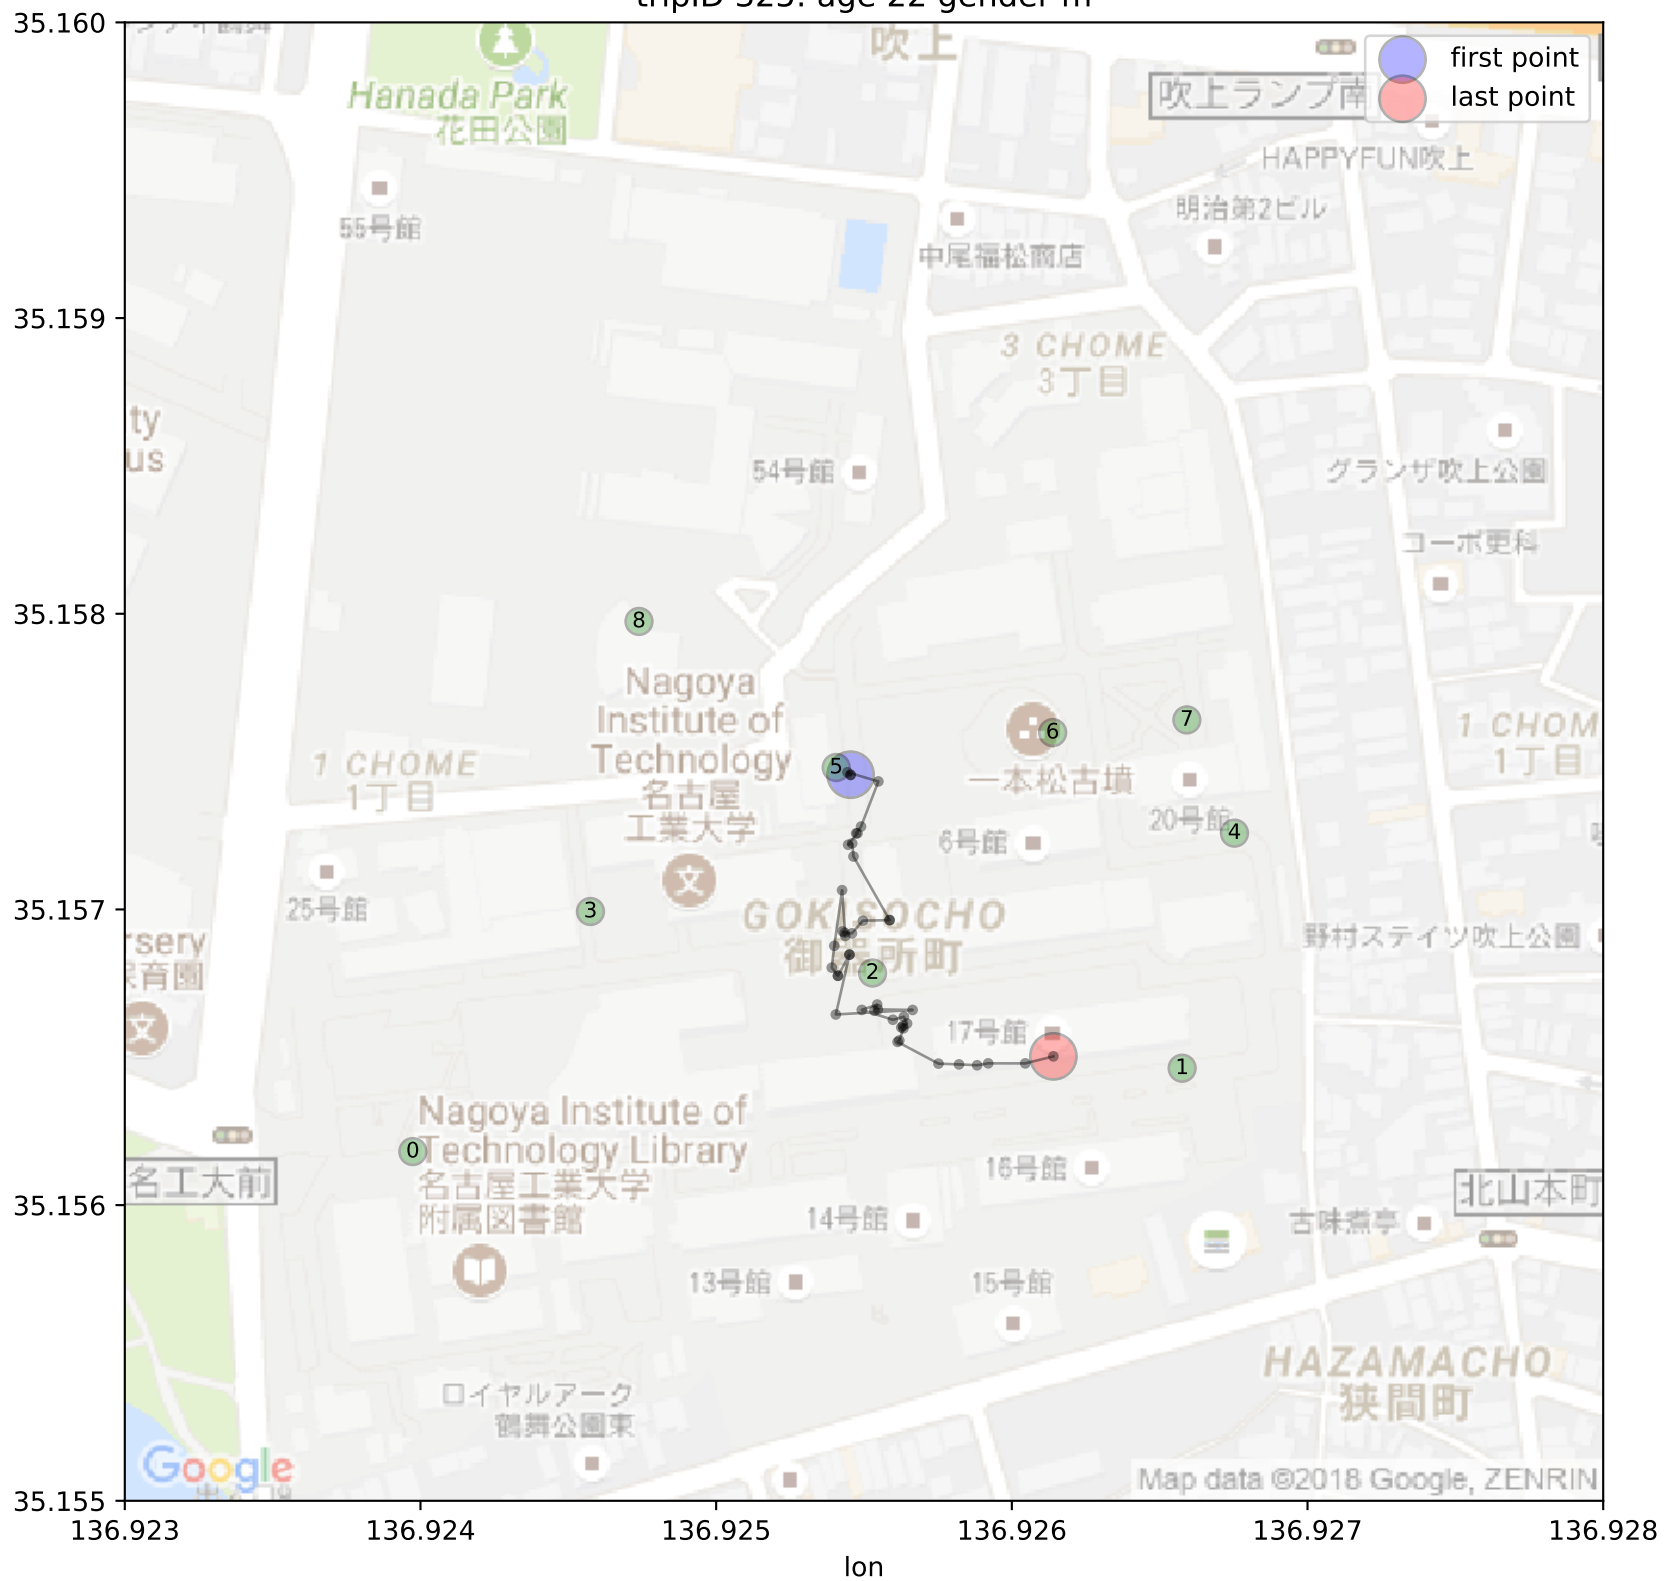 35.160
Hanada Park
花田公園
吹上
吹上ランプ南
first point
last point
HAPPYFUN吹上
55号館
明治第2ビル
中尾福松商店
35.159
3 CHOME
3丁目
ty
us
54号館
グランザ吹上公園
コーポ更科
35.158
8
Nagoya
Institute of
Technology
名古屋
工業大学
7
6
1 CHOM
1丁目
1 CHOME
1丁目
5
一本松古墳
20号館
4
6号館
35.157
25号館
3
GOKISOCHO
御器所町
野村ステイツ吹上公園
rsery
保育園
2
17号館
1
Nagoya Institute of
Technology Library
名古屋工業大学
附属図書館
0
名工大前
16号館
北山本町
35.156
14号館
古味煮亭
13号館
15号館
HAZAMACHO
狭間町
ロイヤルアーク
鶴舞公園東
Google
Map data ©2018 Google, ZENRIN
35.155
136.923
136.924
136.925
136.926
136.927
136.928
lon